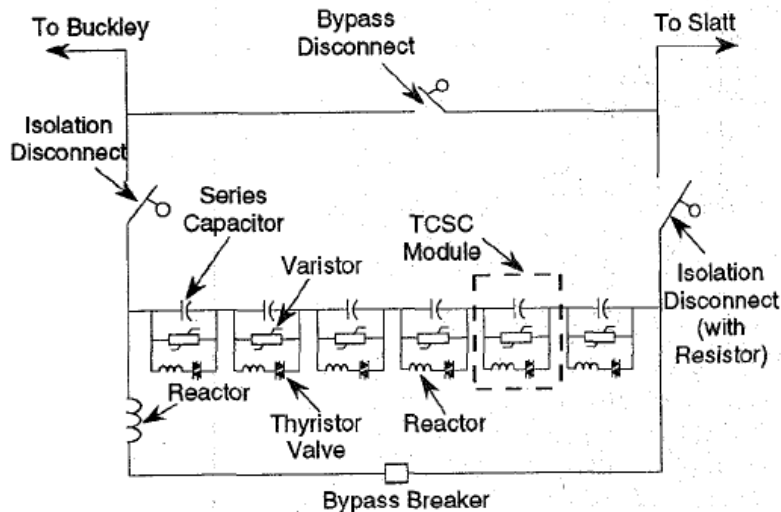 To Buckley
Bypass
Disconnect
To Slatt
Isolation
Disconnect
Series
Capacitor
Varistor
TCSC
Module
Isolation
Disconnect
(with
Resistor)
Reactor
Thyristor
Valve
Reactor
Bypass Breaker